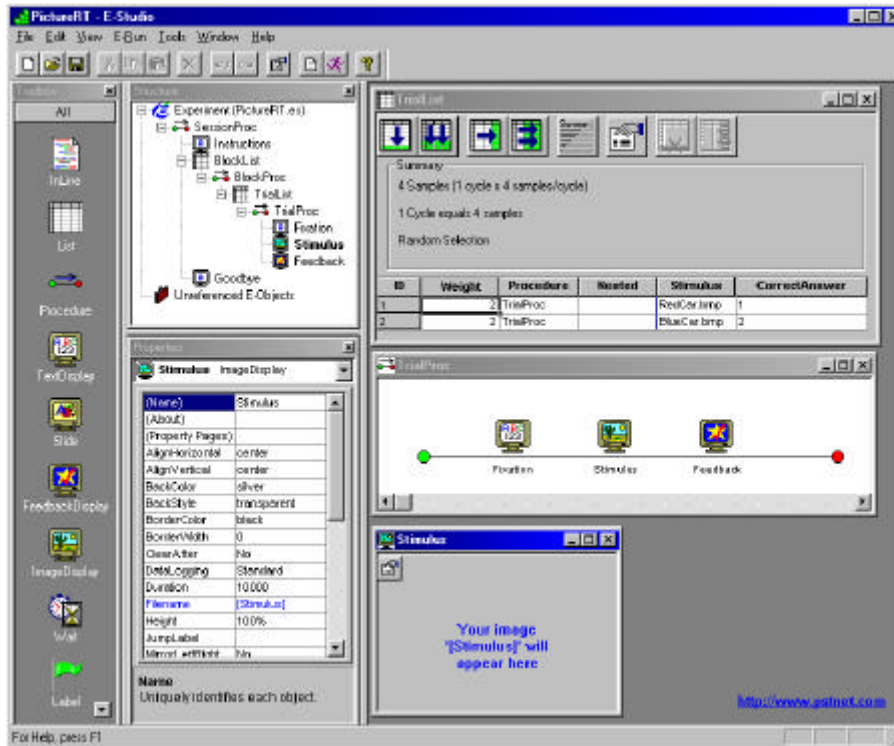 PictureRT - E-Studio
File Edit View E-Run Tools Window Help
Toolbox
All
InLine
List
Procedure
TextDisplay
Slide
FeedbackDisplay
ImageDisplay
Wait
Label
Structure
Experiment (PictureRT.es)
SessionProc
Instructions
BlockList
BlockProc
TrialList
TrialProc
Fixation
Stimulus
Feedback
Goodbye
Unreferenced E-Objects
Properties
Stimulus ImageDisplay
(Name) Stimulus
(About)
(Property Pages)
AlignHorizontal center
AlignVertical center
BackColor silver
BackStyle transparent
BorderColor black
BorderWidth 0
ClearAfter No
DataLogging Standard
Duration 10000
Filename [Stimulus]
Height 100%
JumpLabel
MirrorLeftRight No
Name
Uniquely identifies each object.
TrialList
Summary
4 Samples (1 cycle x 4 samples/cycle)
1 Cycle equals 4 samples
Random Selection
ID Weight Procedure Nested Stimulus CorrectAnswer
1 2 TrialProc RedCar.bmp 1
2 2 TrialProc BlueCar.bmp 2
TrialProc
Fixation Stimulus Feedback
Stimulus
Your image
'[Stimulus]' will
appear here
http://www.pstnet.com
For Help, press F1